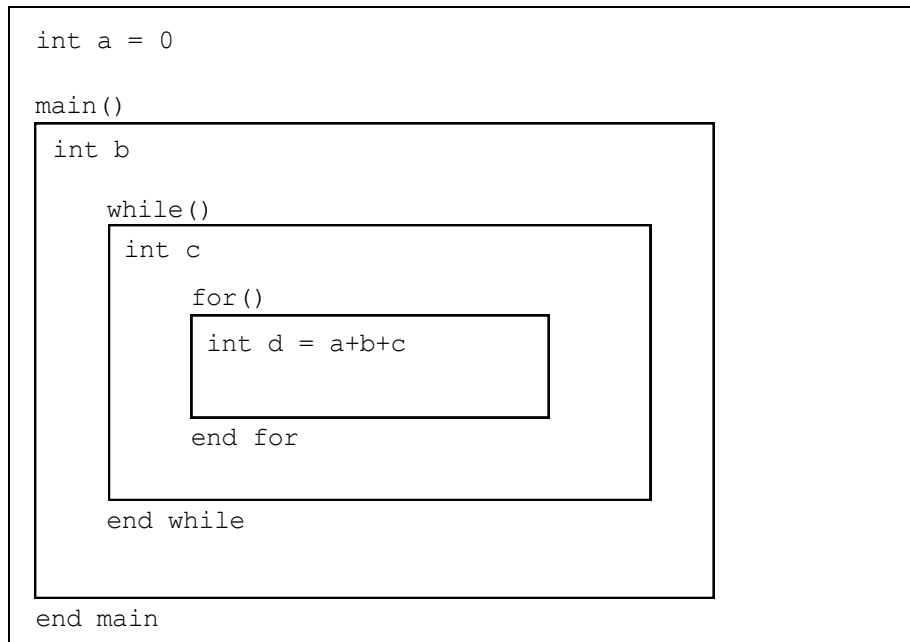 int a = 0
main()
int b
while()
int c
for()
int d = a+b+c
end for
end while
end main